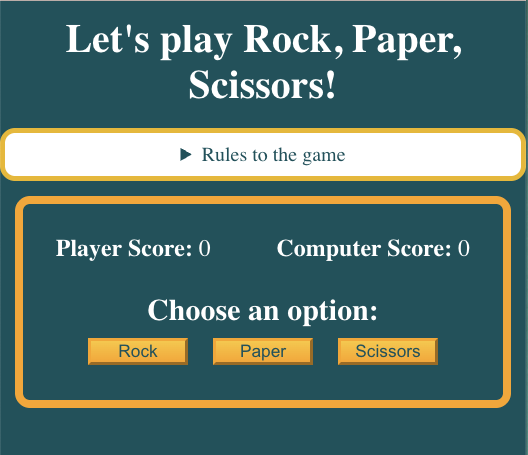 Let's play Rock, Paper,
Scissors!
Rules to the game
Player Score: 0 Computer Score: 0
Choose an option:
Rock Paper Scissors